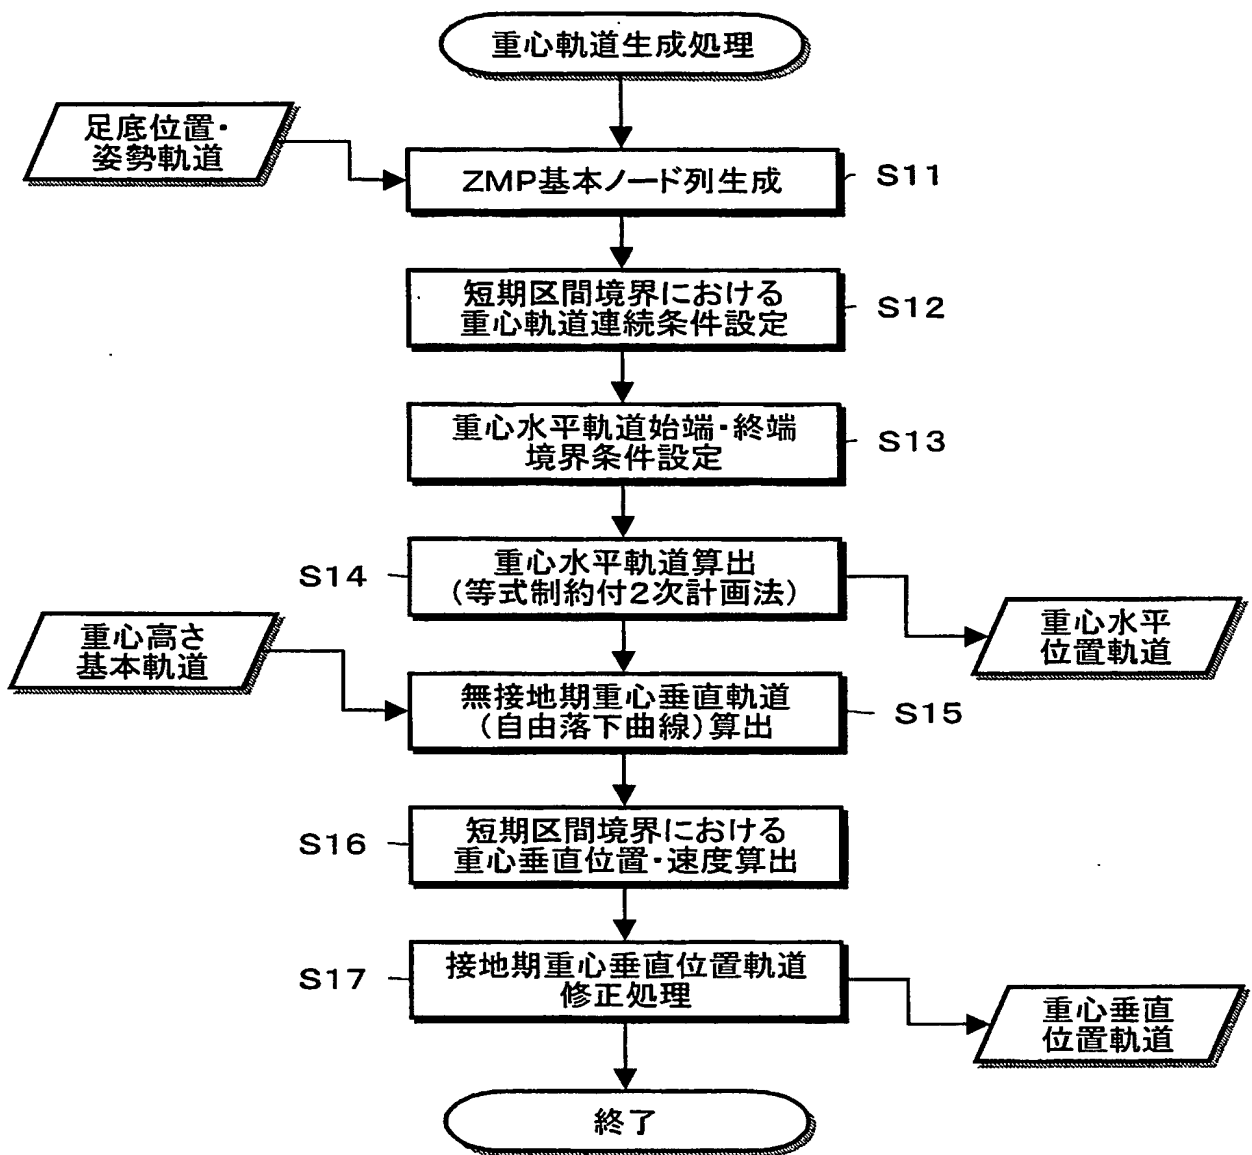 重心軌道生成処理
足底位置・
姿勢軌道
ZMP基本ノード列生成
S11
短期区間境界における
重心軌道連続条件設定
S12
重心水平軌道始端・終端
境界条件設定
S13
S14
重心水平軌道算出
(等式制約付2次計画法)
重心水平
位置軌道
重心高さ
基本軌道
無接地期重心垂直軌道
(自由落下曲線)算出
S15
S16
短期区間境界における
重心垂直位置・速度算出
S17
接地期重心垂直位置軌道
修正処理
重心垂直
位置軌道
終了